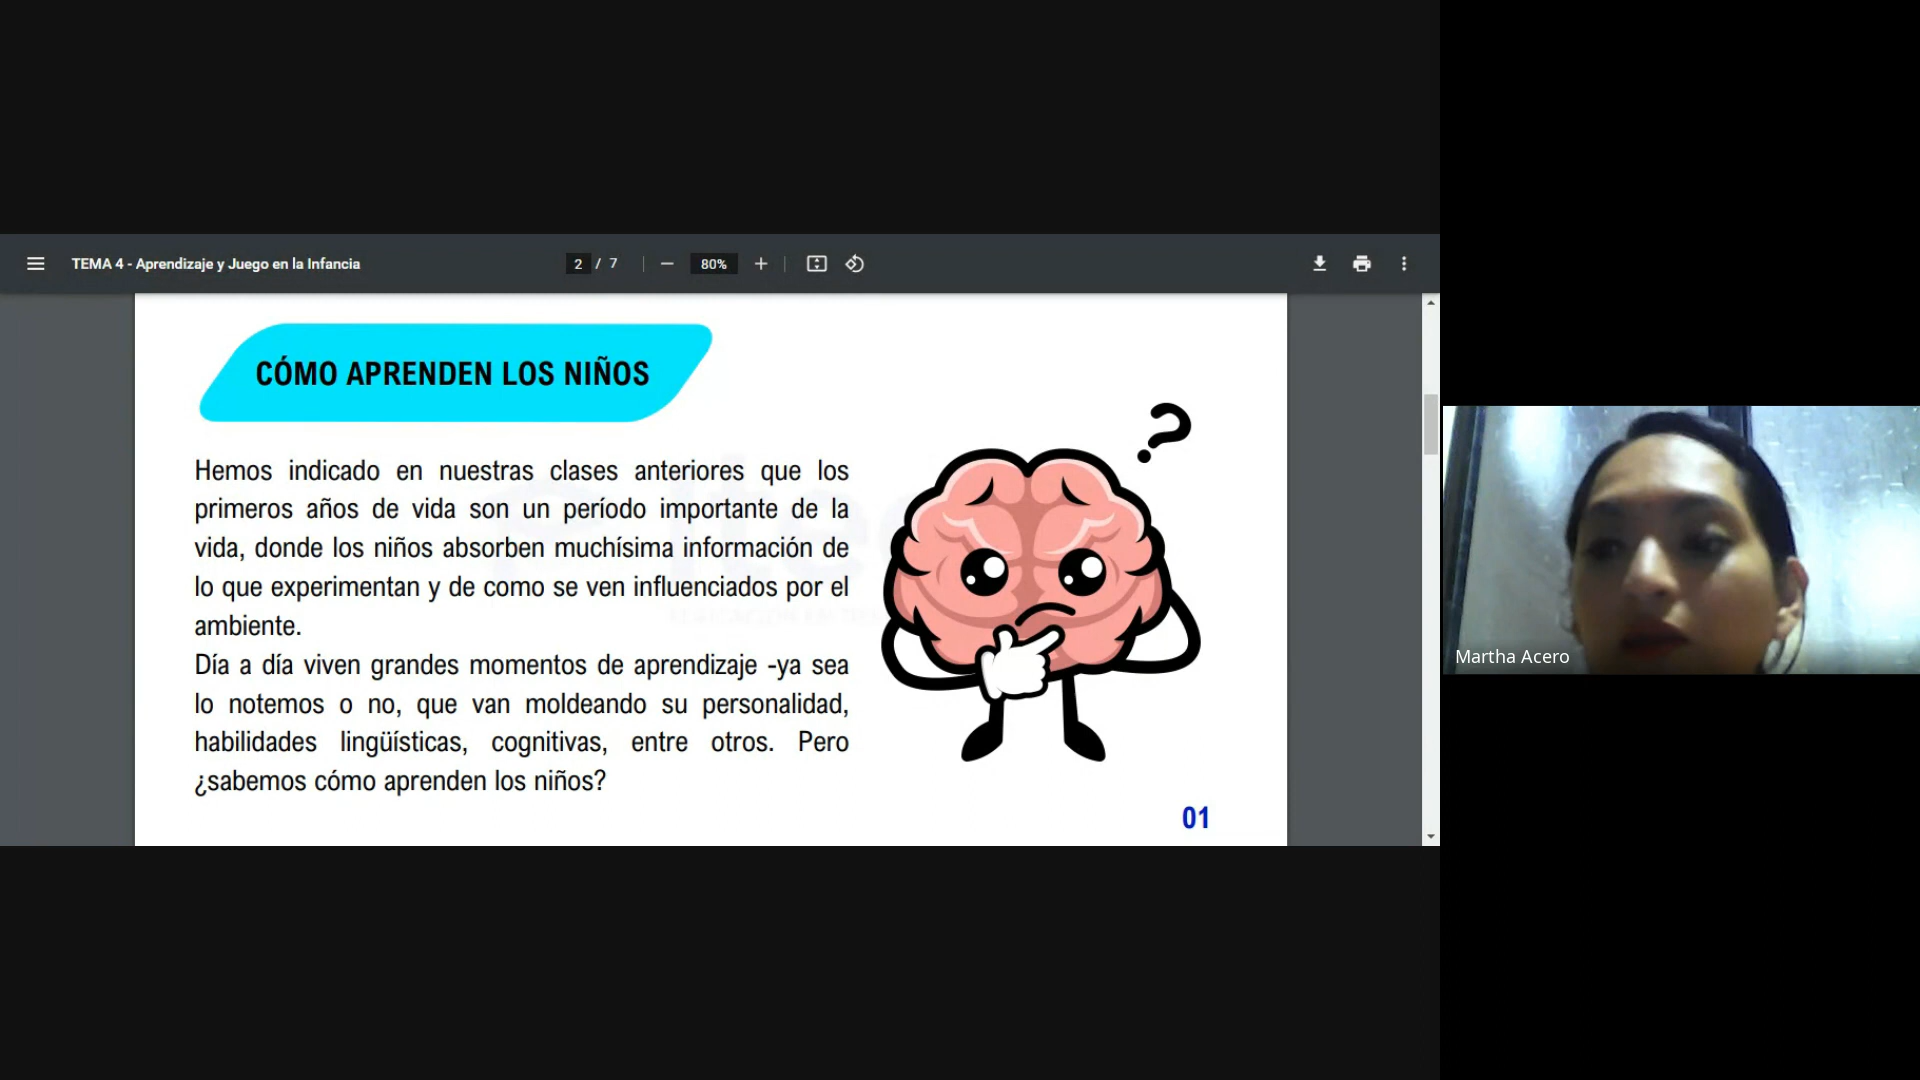 TEMA 4 - Aprendizaje y Juego en la Infancia
2 / 7
80%
CÓMO APRENDEN LOS NIÑOS
?
Hemos indicado en nuestras clases anteriores que los
primeros años de vida son un período importante de la
vida, donde los niños absorben muchísima información de
lo que experimentan y de como se ven influenciados por el
ambiente.
Día a día viven grandes momentos de aprendizaje -ya sea
lo notemos o no, que van moldeando su personalidad,
habilidades lingüísticas, cognitivas, entre otros. Pero
¿sabemos cómo aprenden los niños?
01
Martha Acero